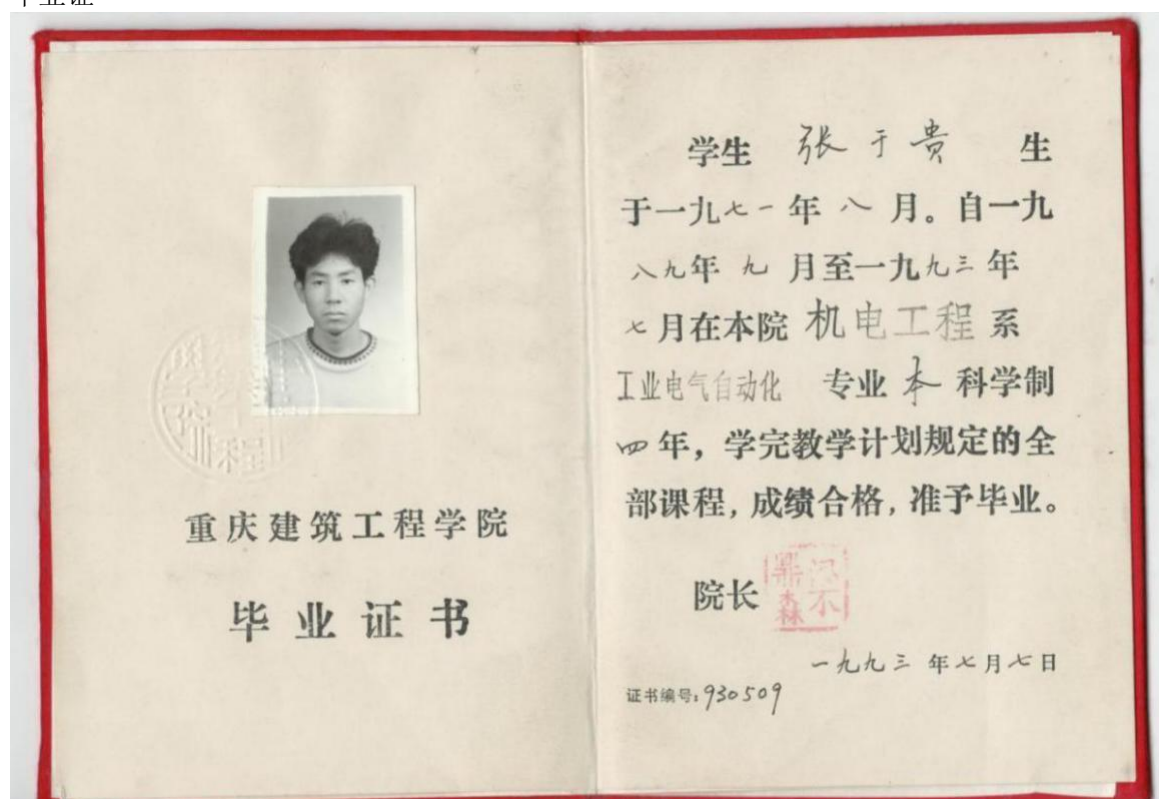 毕业证
重庆建筑工程学院
毕业证书
学生 张于贵 生
于一九七一年八月。自一九
八九年九月至一九九三年
七月在本院 机电工程 系
工业电气自动化 专业 本 科学制
四年，学完教学计划规定的全
部课程，成绩合格，准予毕业。
院长
一九九三年七月七日
证书编号：930509